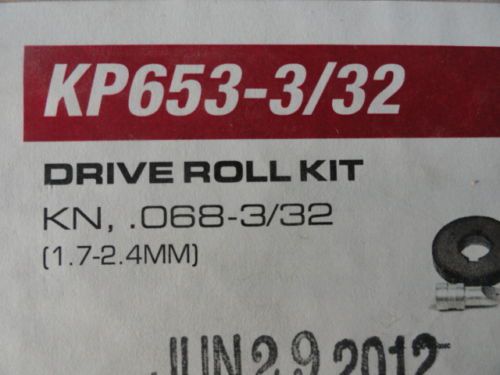 KP653-3/32
DRIVE ROLL KIT
KN, .068-3/32
(1.7-2.4MM)
JUN 29 2012